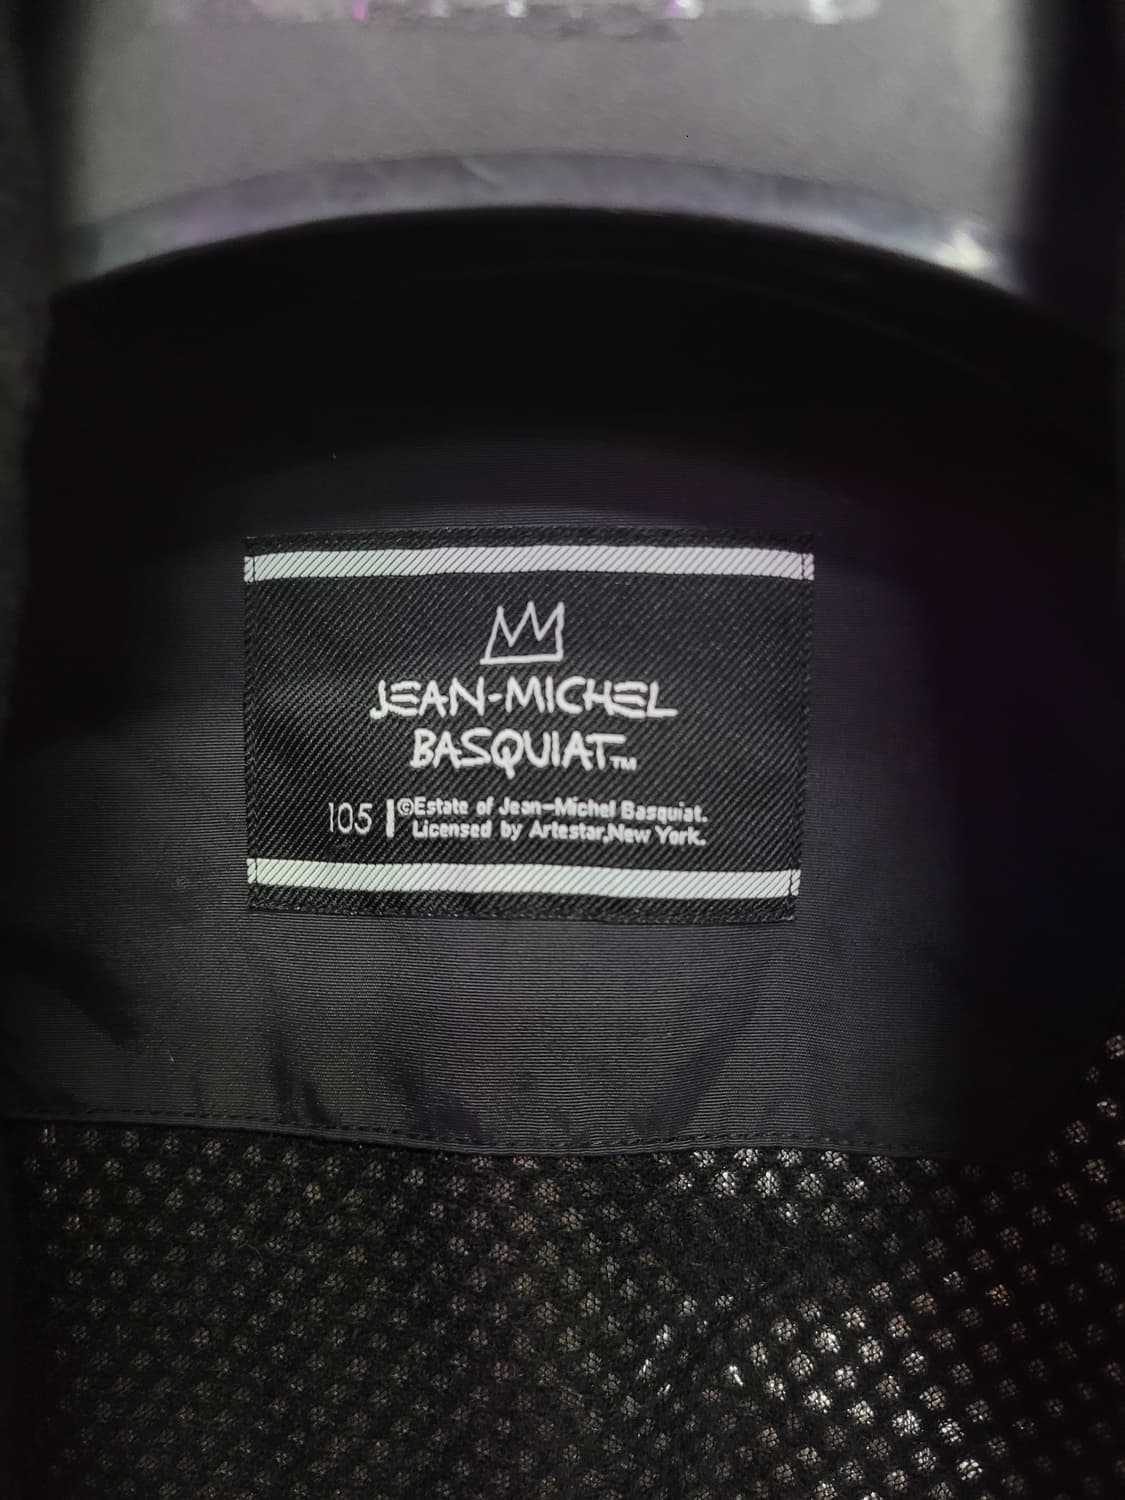 JEAN-MICHEL
BASQUIAT™
105 ©Estate of Jean-Michel Basquiat.
Licensed by Artestar,New York.